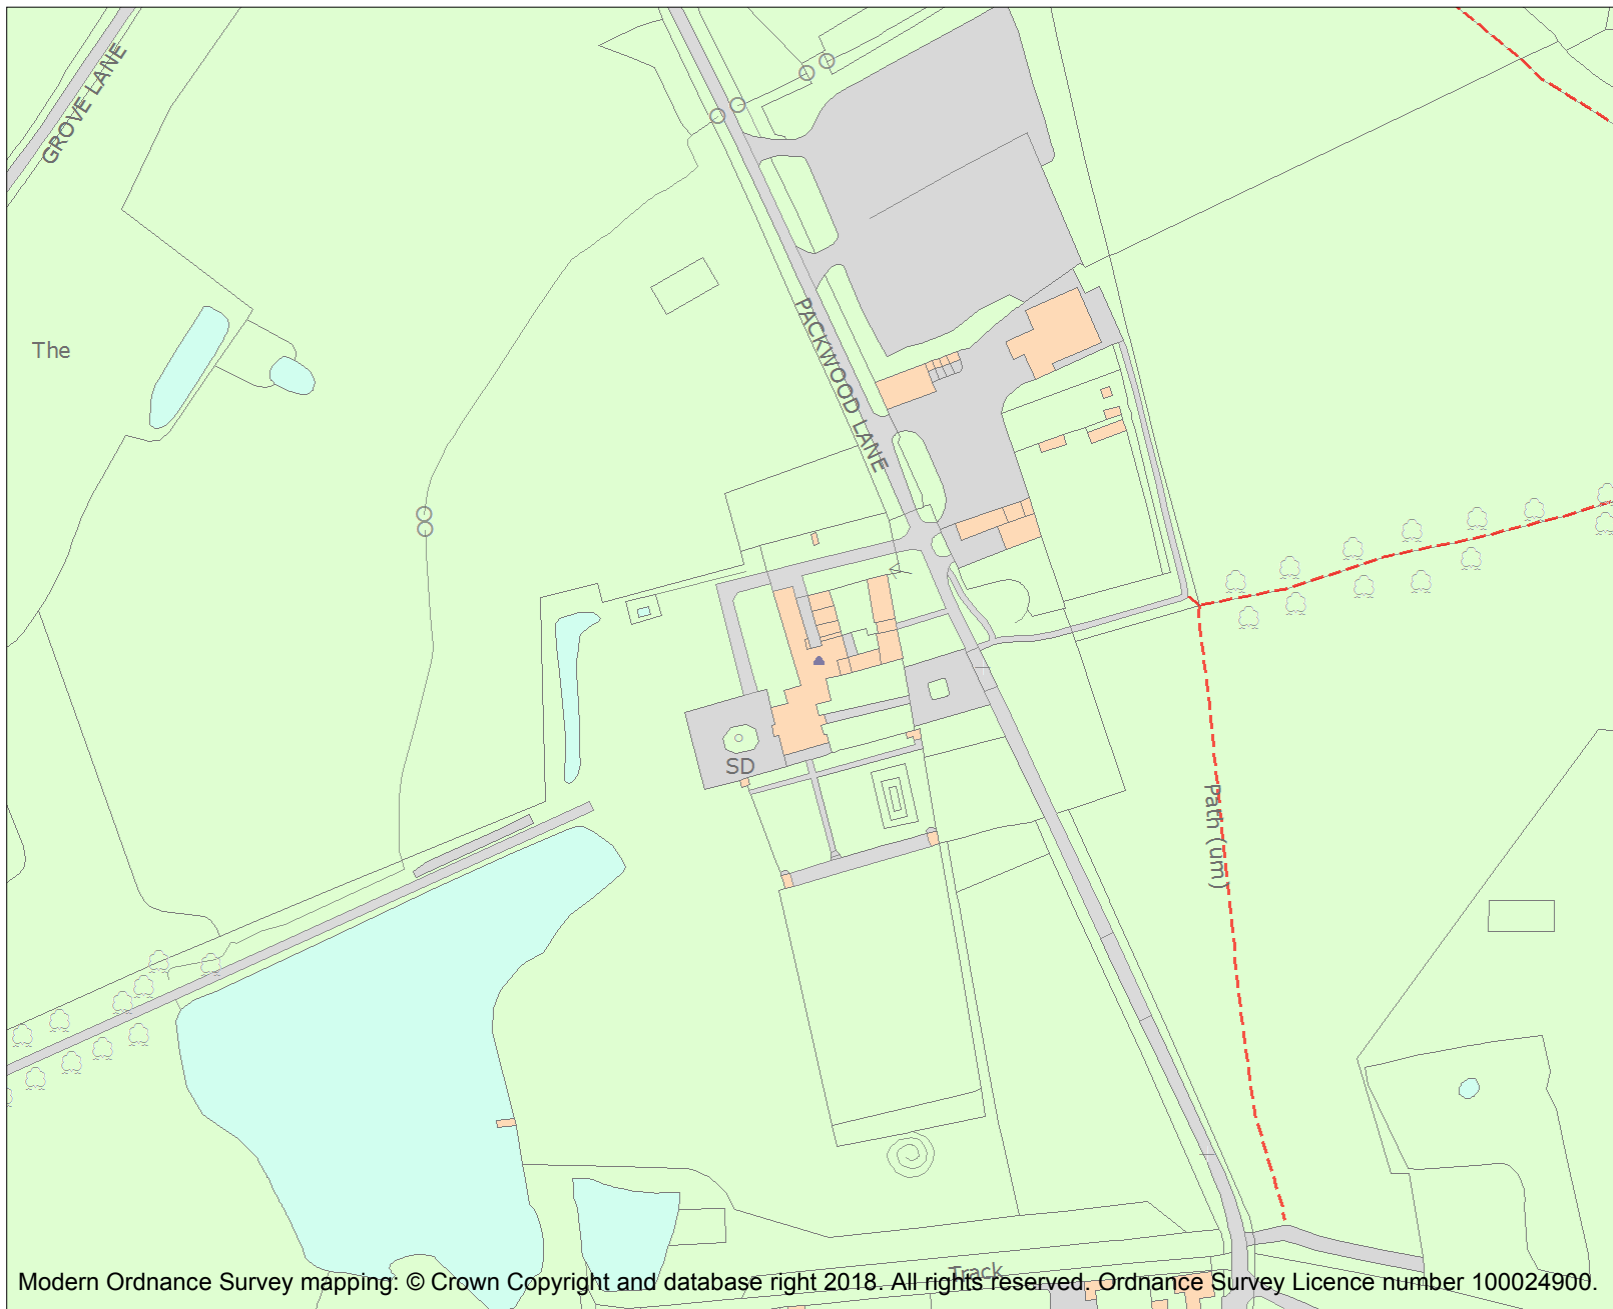 GROVE LANE
The
PACKWOOD LANE
SD
Path (um)
Track
Modern Ordnance Survey mapping: © Crown Copyright and database right 2018. All rights reserved. Ordnance Survey Licence number 100024900.